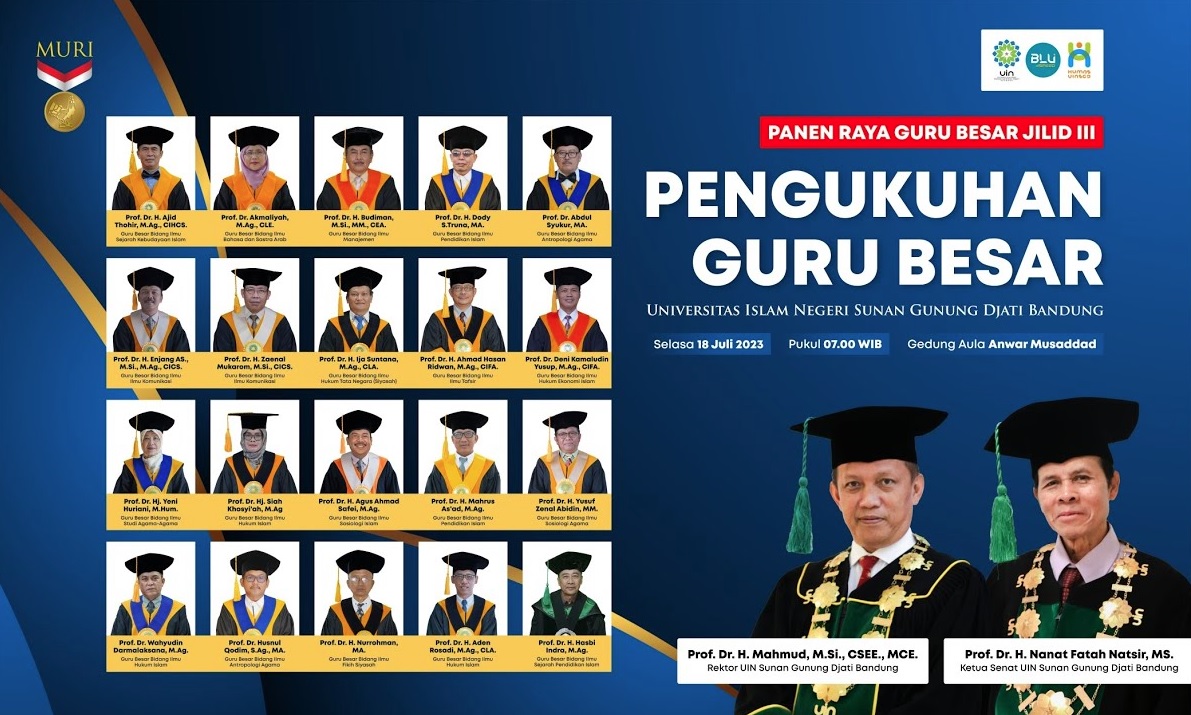 MURI
uin
BLU
HUMAS
UINSGD
PANEN RAYA GURU BESAR JILID III
PENGUKUHAN
GURU BESAR
UNIVERSITAS ISLAM NEGERI SUNAN GUNUNG DJATI BANDUNG
Selasa 18 Juli 2023
Pukul 07.00 WIB
Gedung Aula Anwar Musaddad
Prof. Dr. H. Ajid
Thohir, M.Ag., CIHCS.
Guru Besar Bidang Ilmu
Sejarah Kebudayaan Islam
Prof. Dr. Akmaliyah,
M.Ag., CLE.
Guru Besar Bidang Ilmu
Bahasa dan Sastra Arab
Prof. Dr. H. Budiman,
M.Si., MM., CEA.
Guru Besar Bidang Ilmu
Manajemen
Prof. Dr. H. Dody
S.Truna, MA.
Guru Besar Bidang Ilmu
Pendidikan Islam
Prof. Dr. Abdul
Syukur, MA.
Guru Besar Bidang Ilmu
Antropologi Agama
Prof. Dr. H. Enjang AS.,
M.Si., M.Ag., CICS.
Guru Besar Bidang Ilmu
Ilmu Komunikasi
Prof. Dr. H. Zaenal
Mukarom, M.Si., CICS.
Guru Besar Bidang Ilmu
Ilmu Komunikasi
Prof. Dr. H. Ija Suntana,
M.Ag., CLA.
Guru Besar Bidang Ilmu
Hukum Tata Negara (Siyasah)
Prof. Dr. H. Ahmad Hasan
Ridwan, M.Ag., CIFA.
Guru Besar Bidang Ilmu
Ilmu Tafsir
Prof. Dr. Deni Kamaludin
Yusup, M.Ag., CIFA.
Guru Besar Bidang Ilmu
Hukum Ekonomi Islam
Prof. Dr. Hj. Yeni
Huriani, M.Hum.
Guru Besar Bidang Ilmu
Studi Agama-Agama
Prof. Dr. Hj. Siah
Khosyi'ah, M.Ag
Guru Besar Bidang Ilmu
Hukum Islam
Prof. Dr. H. Agus Ahmad
Safei, M.Ag.
Guru Besar Bidang Ilmu
Sosiologi Islam
Prof. Dr. H. Mahrus
As'ad, M.Ag.
Guru Besar Bidang Ilmu
Pendidikan Islam
Prof. Dr. H. Yusuf
Zenal Abidin, MM.
Guru Besar Bidang Ilmu
Sosiologi Agama
Prof. Dr. Wahyudin
Darmalaksana, M.Ag.
Guru Besar Bidang Ilmu
Hukum Islam
Prof. Dr. Husnul
Qodim, S.Ag., MA.
Guru Besar Bidang Ilmu
Antropologi Agama
Prof. Dr. H. Nurrohman,
MA.
Guru Besar Bidang Ilmu
Fikih Siyasah
Prof. Dr. H. Aden
Rosadi, M.Ag., CLA.
Guru Besar Bidang Ilmu
Hukum Islam
Prof. Dr. H. Hasbi
Indra, M.Ag.
Guru Besar Bidang Ilmu
Sejarah Pendidikan Islam
Prof. Dr. H. Mahmud, M.Si., CSEE., MCE.
Rektor UIN Sunan Gunung Djati Bandung
Prof. Dr. H. Nanat Fatah Natsir, MS.
Ketua Senat UIN Sunan Gunung Djati Bandung